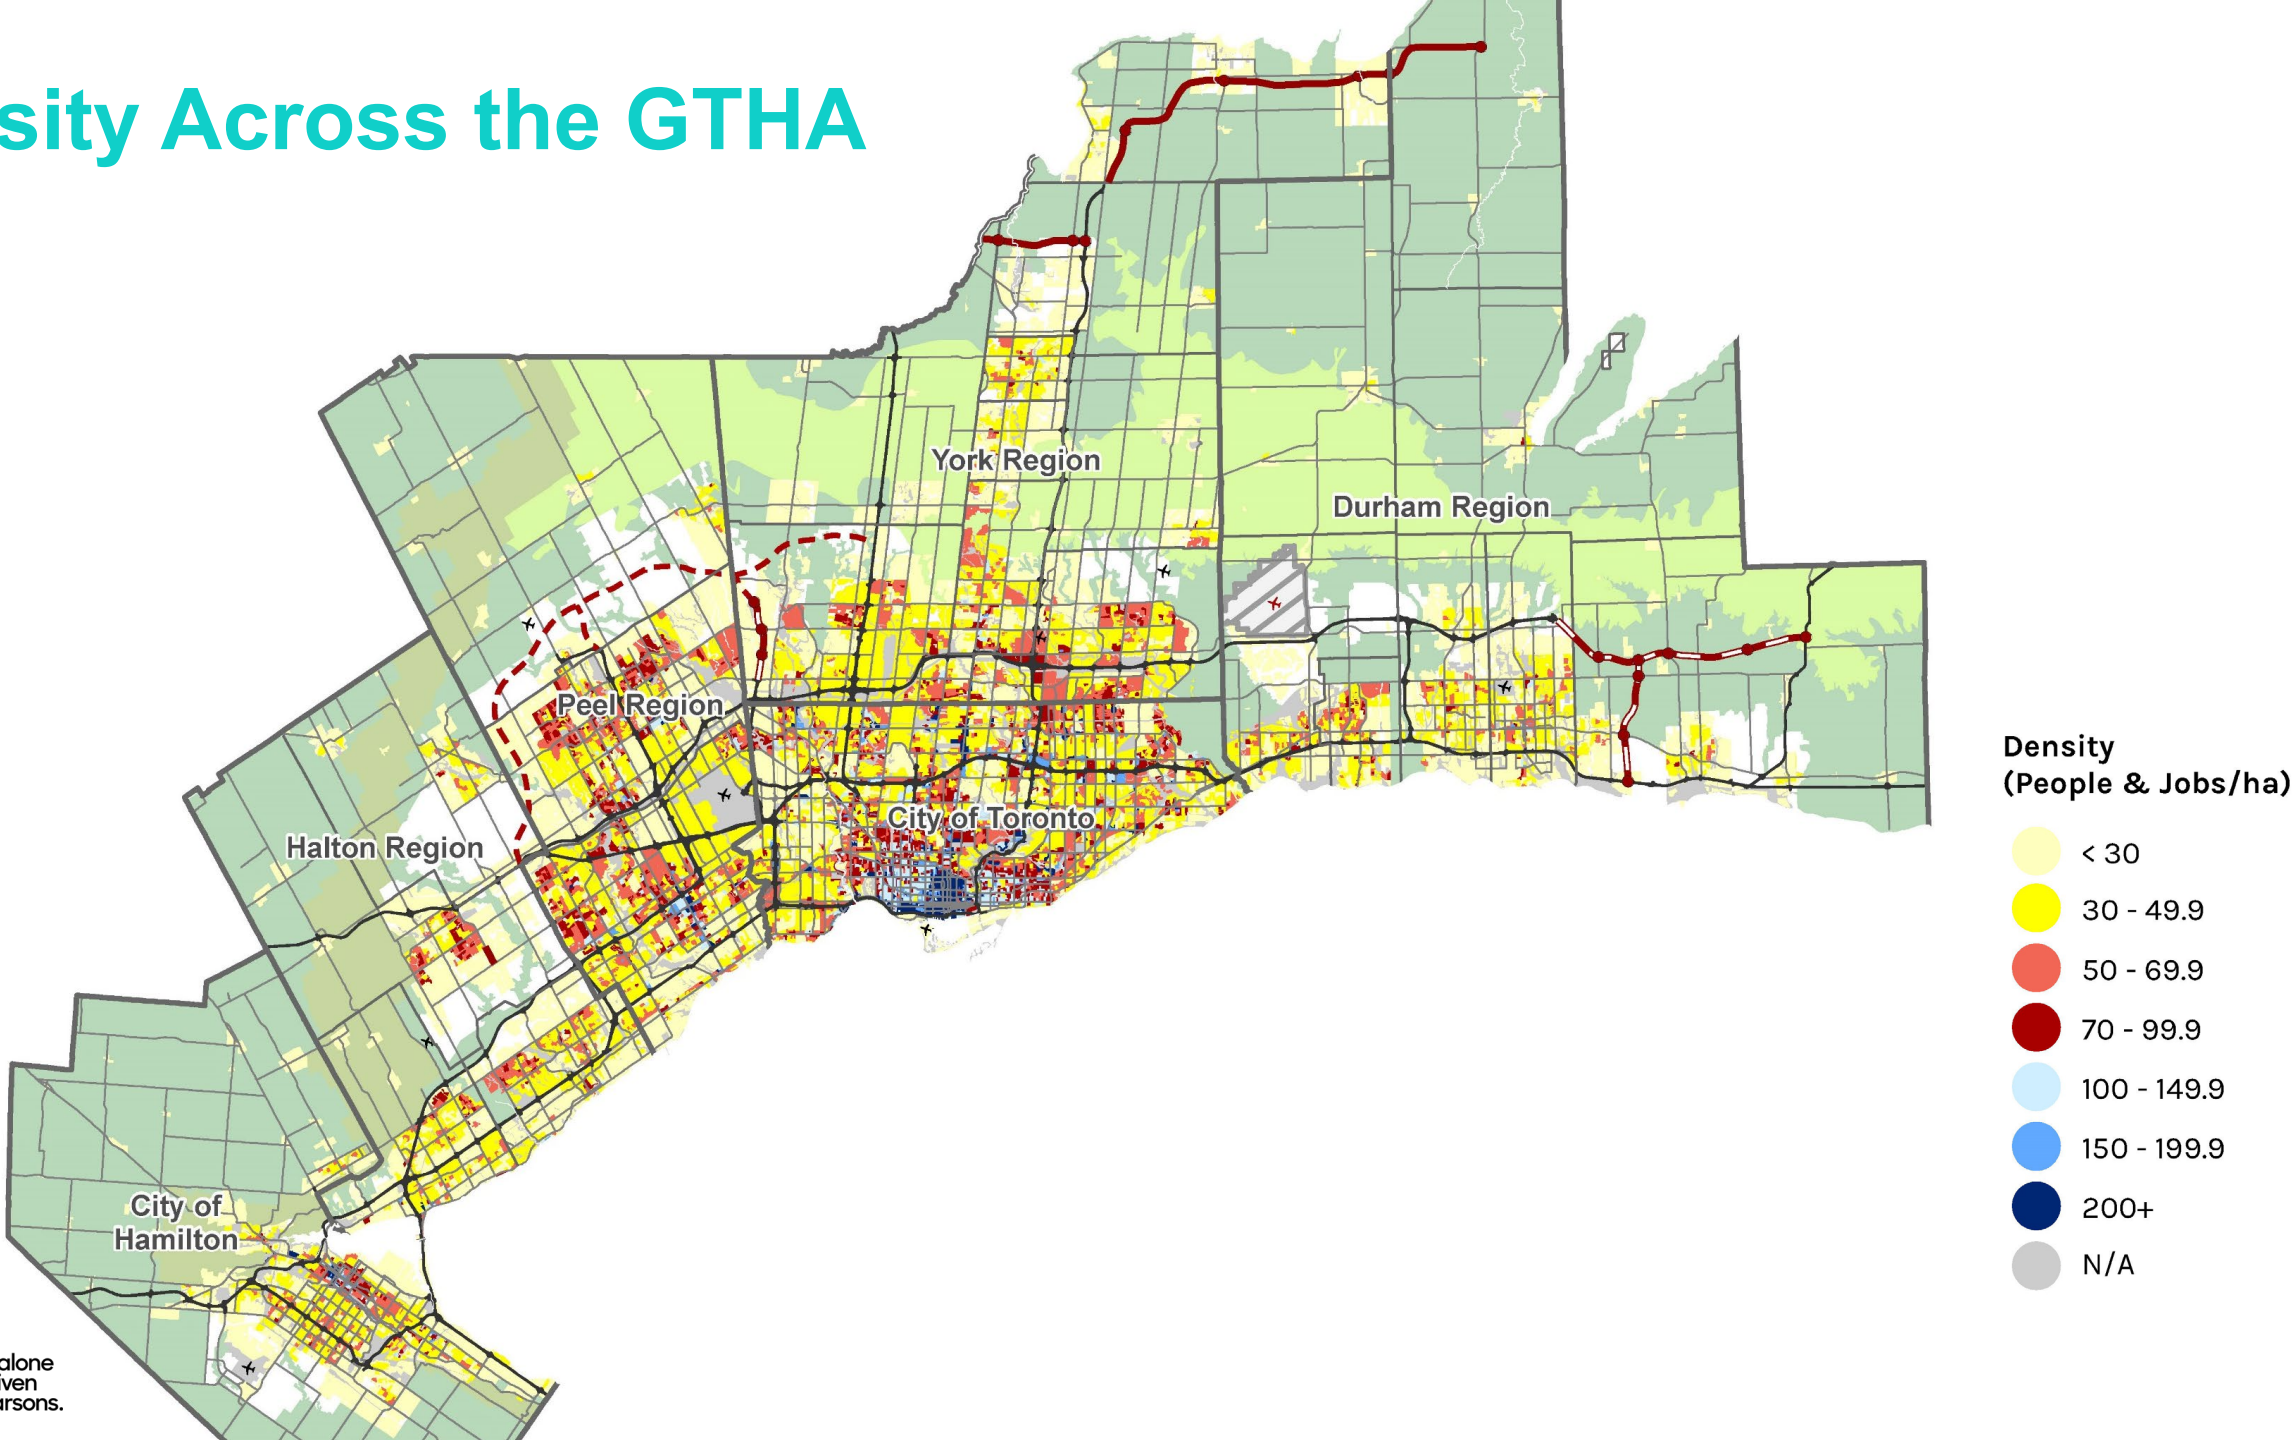 sity Across the GTHA
York Region
Durham Region
Peel Region
City of Toronto
Halton Region
City of
Hamilton
Density
(People & Jobs/ha)
< 30
30 - 49.9
50 - 69.9
70 - 99.9
100 - 149.9
150 - 199.9
200+
N/A
alone
iven
arsons.